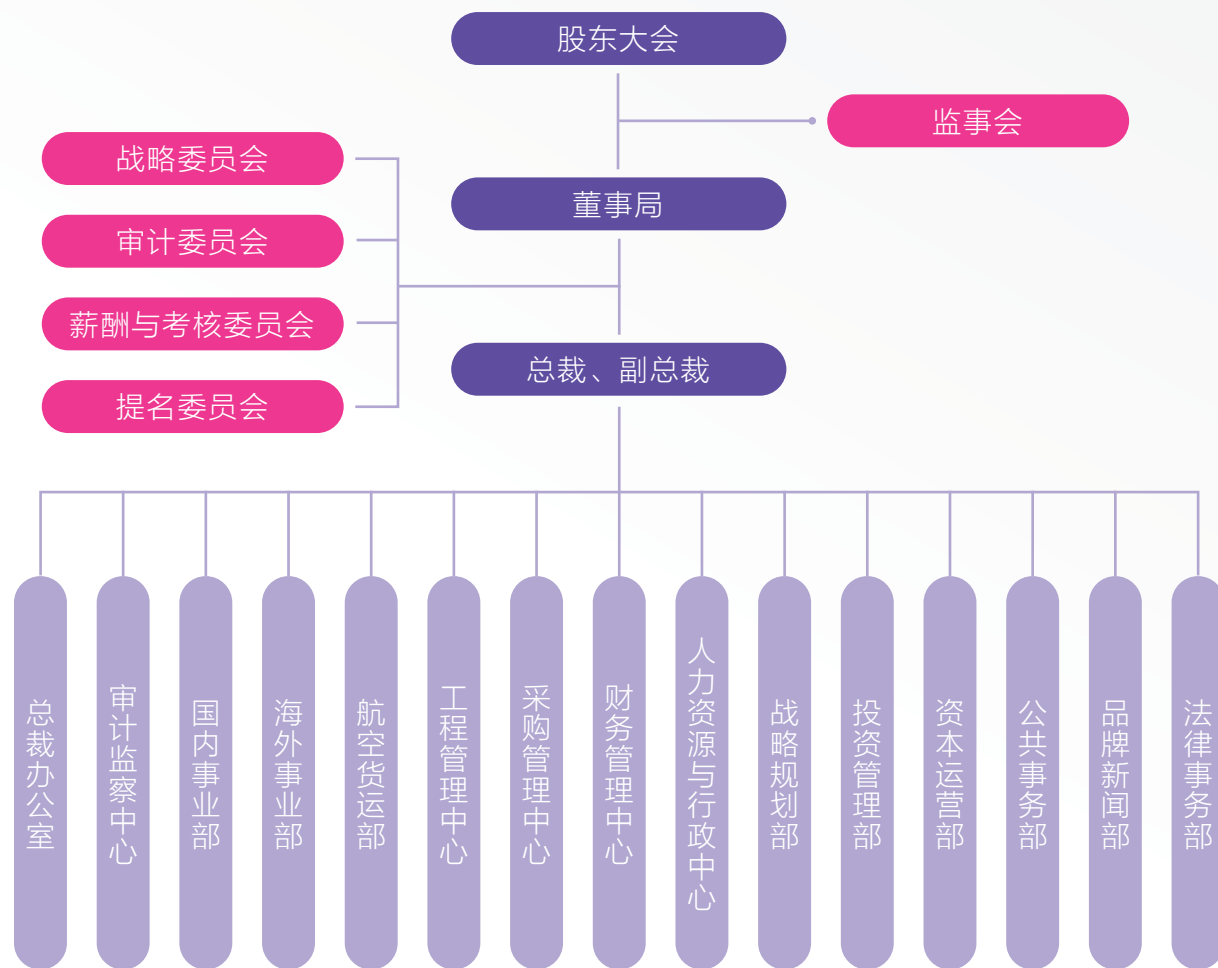 股东大会
监事会
战略委员会
董事局
审计委员会
薪酬与考核委员会
总裁、副总裁
提名委员会
总裁办公室
审计监察中心
国内事业部
海外事业部
航空货运部
工程管理中心
采购管理中心
财务管理中心
人力资源与行政中心
战略规划部
投资管理部
资本运营部
公共事务部
品牌新闻部
法律事务部